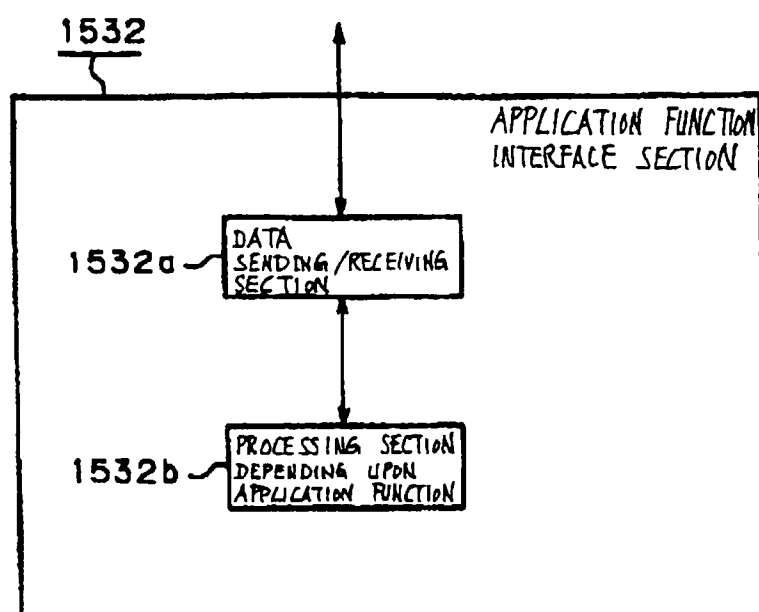 1532
APPLICATION FUNCTION
INTERFACE SECTION
1532a
DATA
SENDING/RECEIVING
SECTION
1532b
PROCESSING SECTION
DEPENDING UPON
APPLICATION FUNCTION